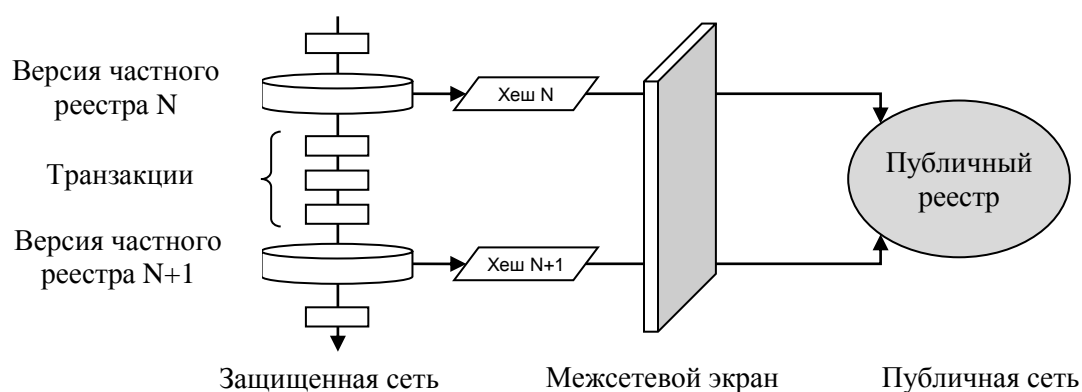 Версия частного
реестра N
Хеш N
Транзакции
Публичный
реестр
Версия частного
реестра N+1
Хеш N+1
Защищенная сеть
Межсетевой экран
Публичная сеть